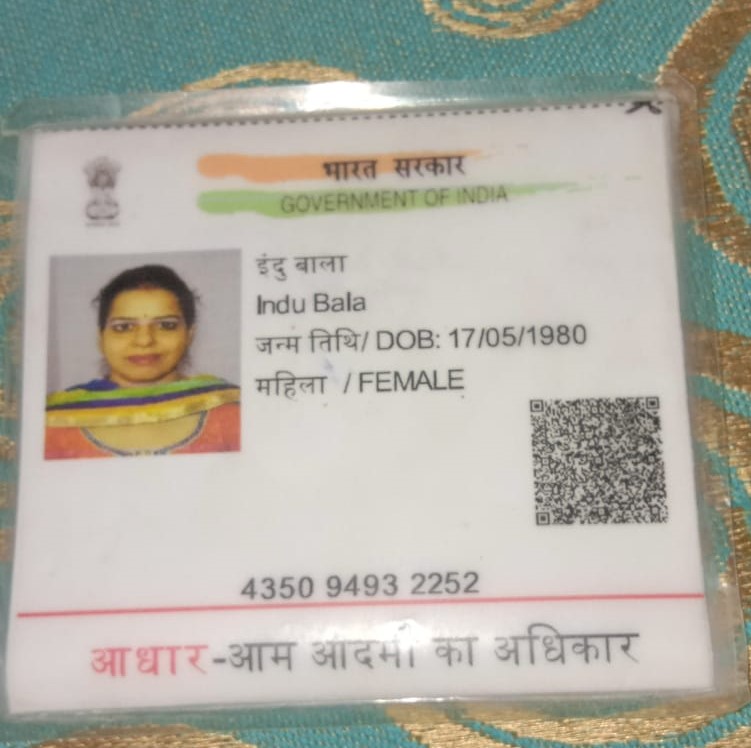 भारत सरकार
GOVERNMENT OF INDIA
इंदु बाला
Indu Bala
जन्म तिथि/ DOB: 17/05/1980
महिला / FEMALE
4350 9493 2252
आधार-आम आदमी का अधिकार